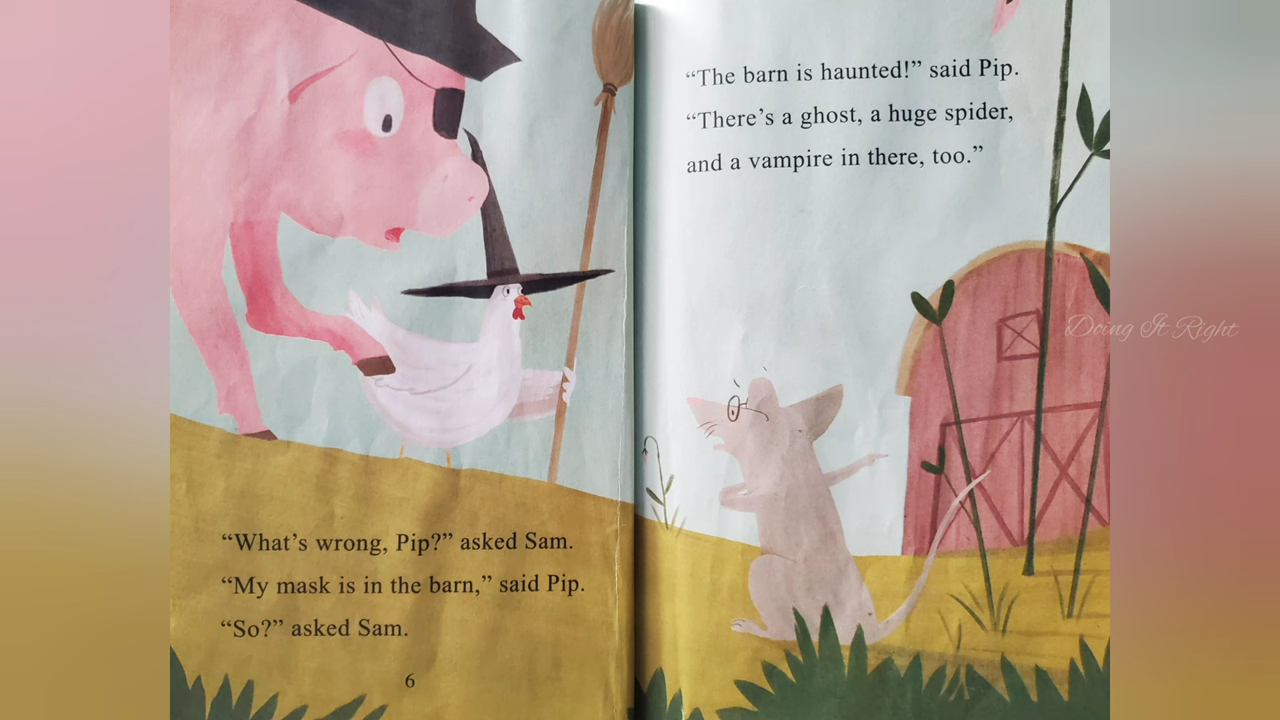 “What’s wrong, Pip?” asked Sam.
“My mask is in the barn,” said Pip.
“So?” asked Sam.
6
“The barn is haunted!” said Pip.
“There’s a ghost, a huge spider,
and a vampire in there, too.”
Doing It Right